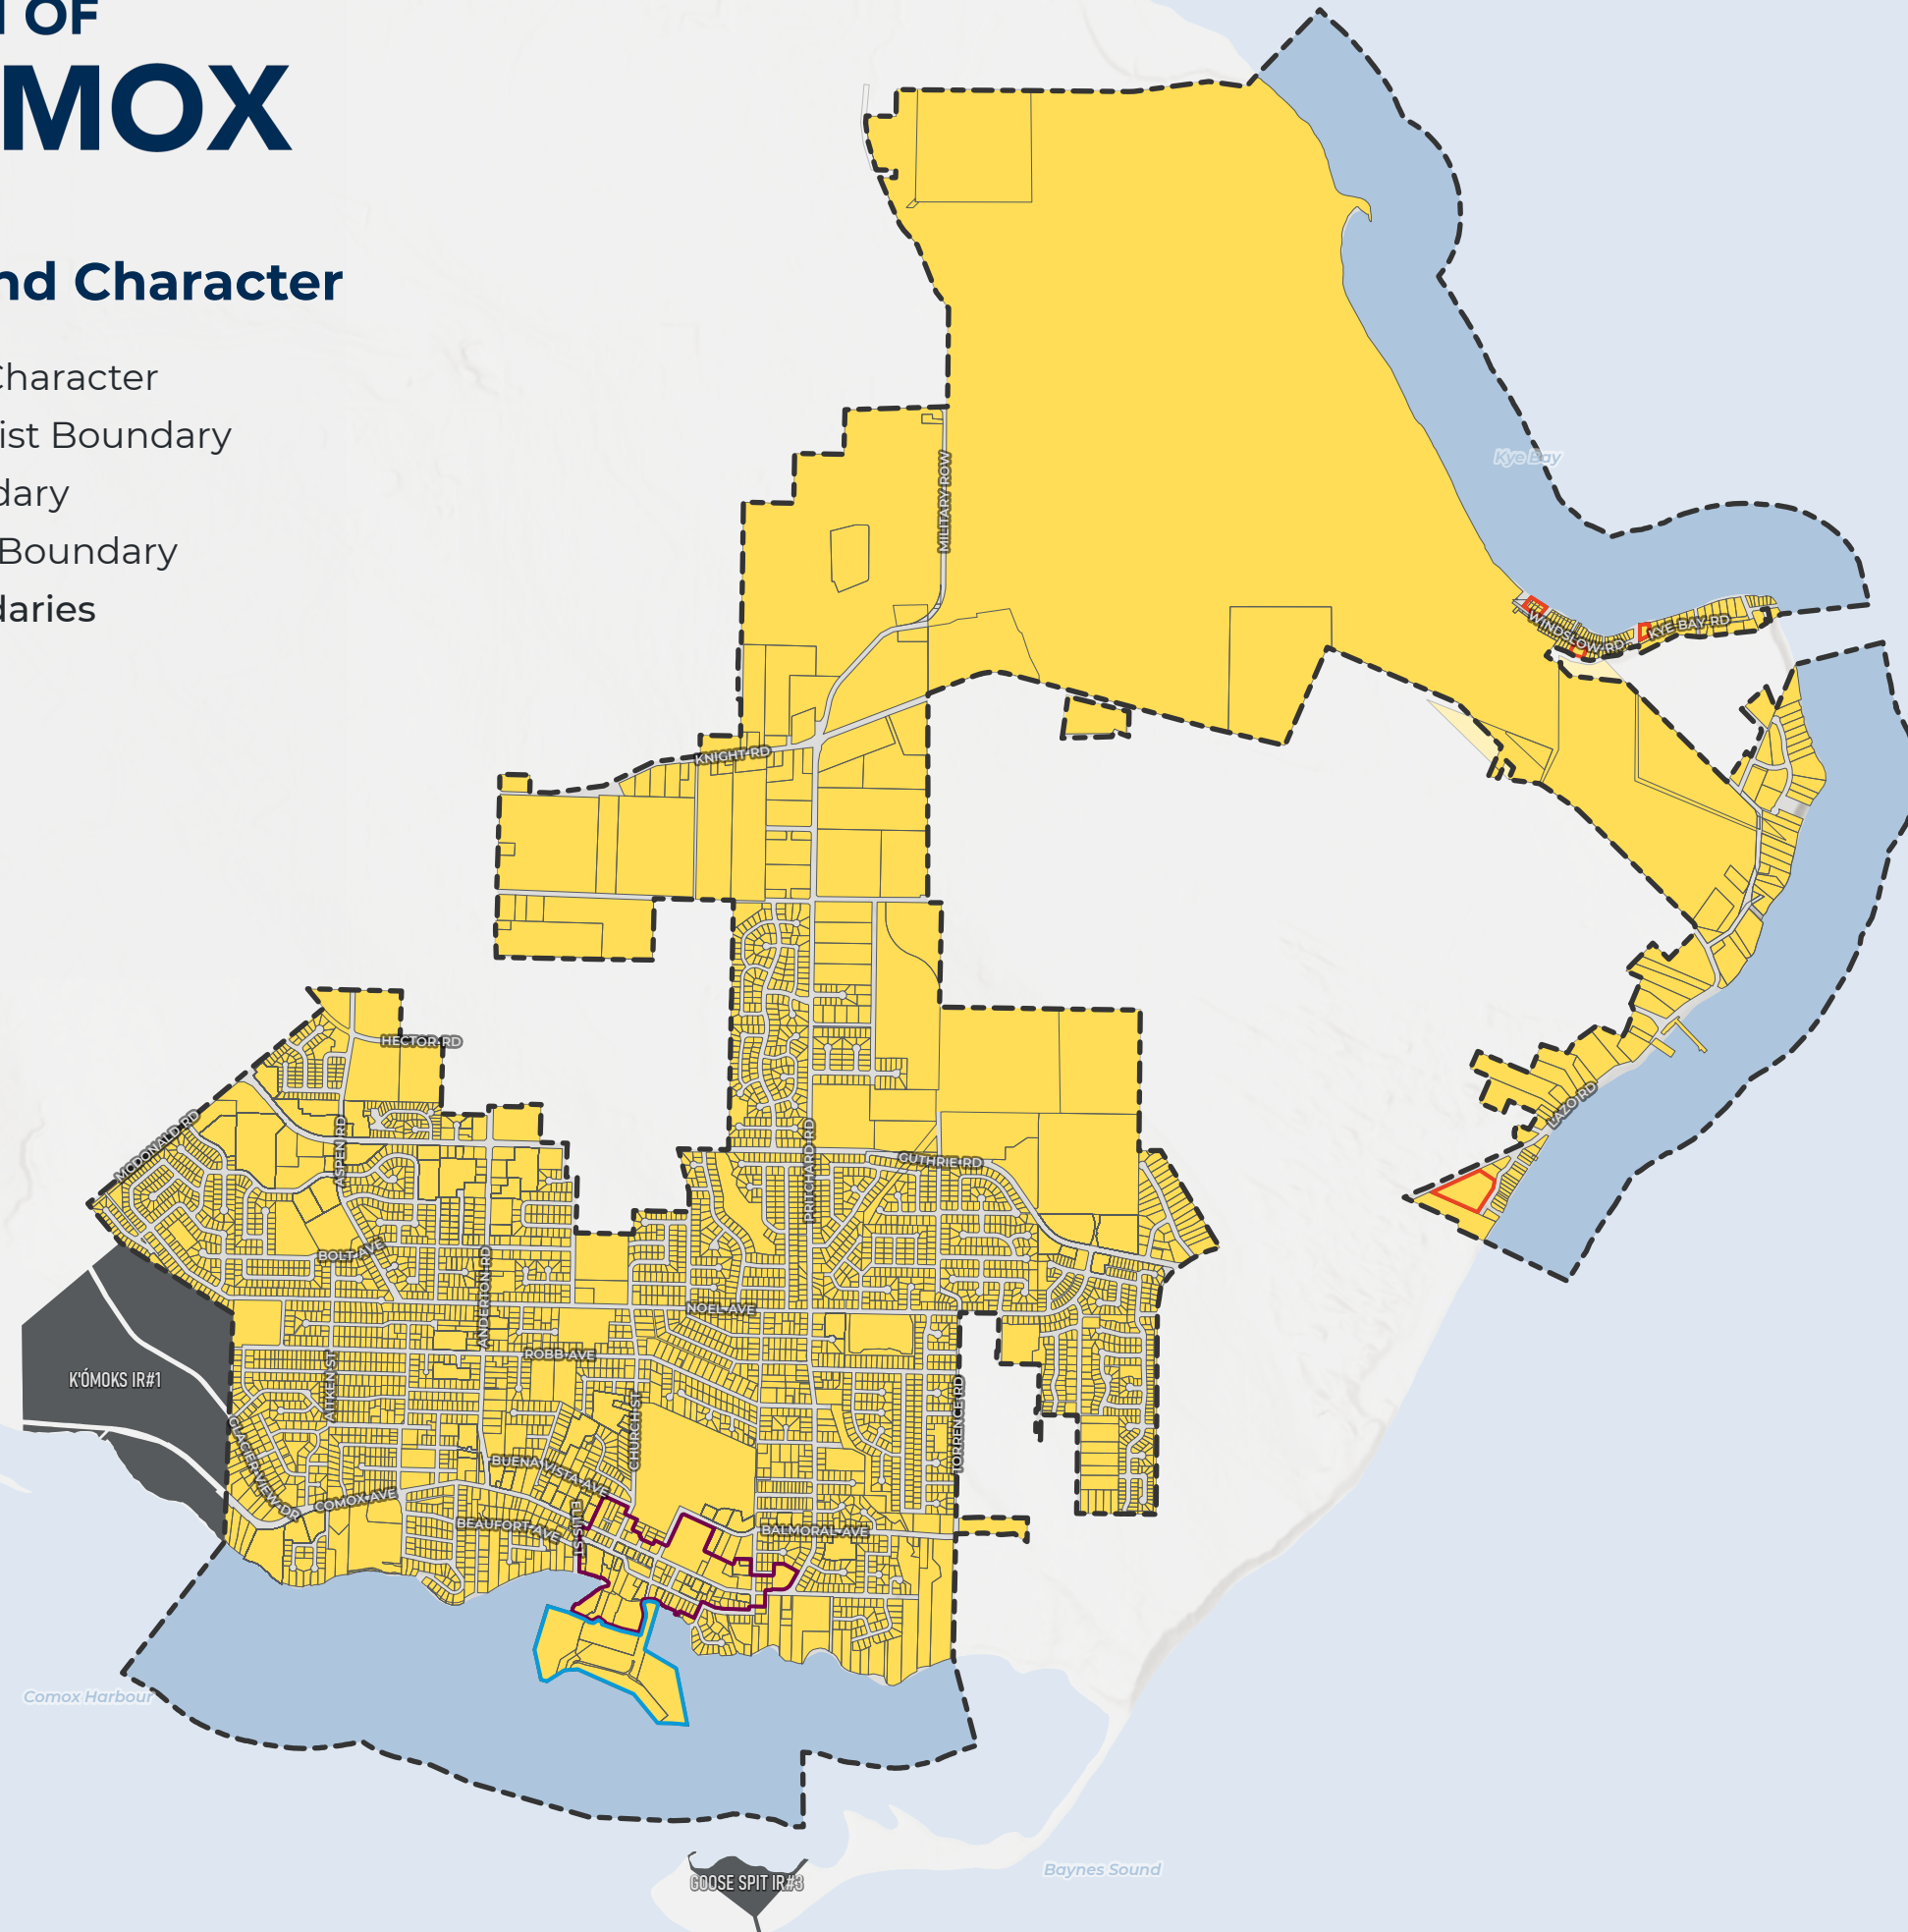 OF
MOX
nd Character
Character
ist Boundary
dary
Boundary
daries
Kye Bay
MILITARY ROW
WINDSLOW RD
KYE BAY RD
KNIGHT RD
HECTOR RD
LAZO RD
MCDONALD RD
ASPEN RD
PRITCHARD RD
GUTHRIE RD
BOLT AVE
ANDERTON RD
NOEL AVE
ROBB AVE
K'ÓMOKS IR#1
AITKEN ST
CHURCH ST
TORRENCE RD
GLACIER VIEW DR
BUENA VISTA AVE
COMOX AVE
ELLIS ST
BEAUFORT AVE
BALMORAL AVE
Comox Harbour
Baynes Sound
GOOSE SPIT IR#3